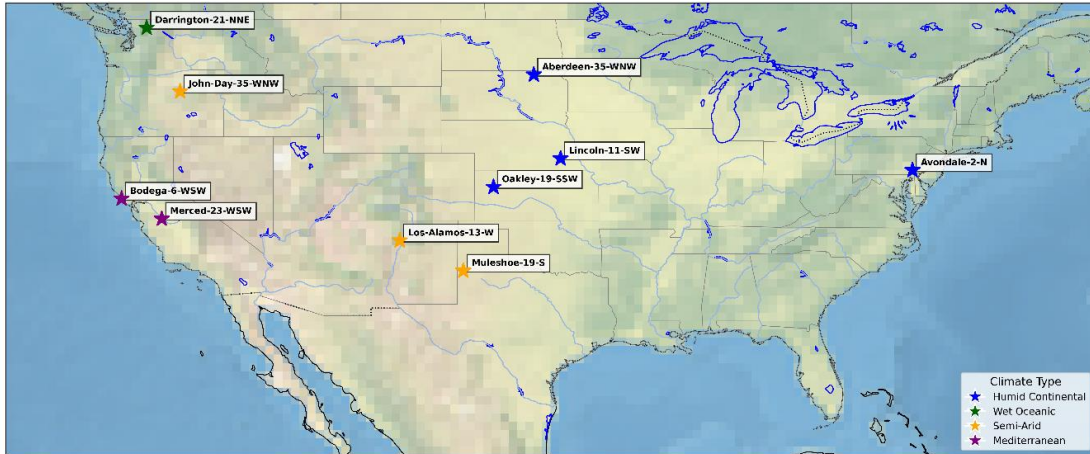 Darrington-21-NNE
Aberdeen-35-WNW
John-Day-35-WNW
Lincoln-11-SW
Avondale-2-N
Oakley-19-SSW
Bodega-6-WSW
Merced-23-WSW
Los-Alamos-13-W
Muleshoe-19-S
Climate Type
Humid Continental
Wet Oceanic
Semi-Arid
Mediterranean